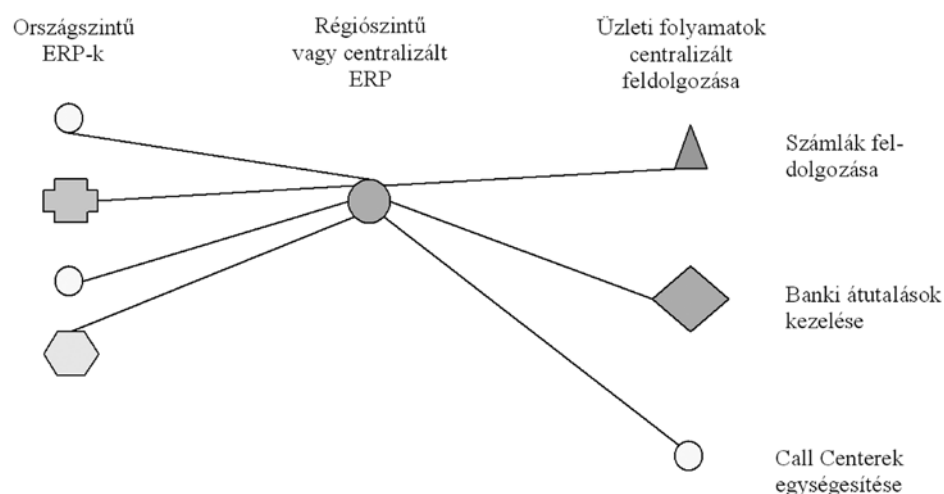 Országszintű
ERP-k
Régiószintű
vagy centralizált
ERP
Üzleti folyamatok
centralizált
feldolgozása
Számlák fel-
dolgozása
Banki átutalások
kezelése
Call Centerek
egységesítése